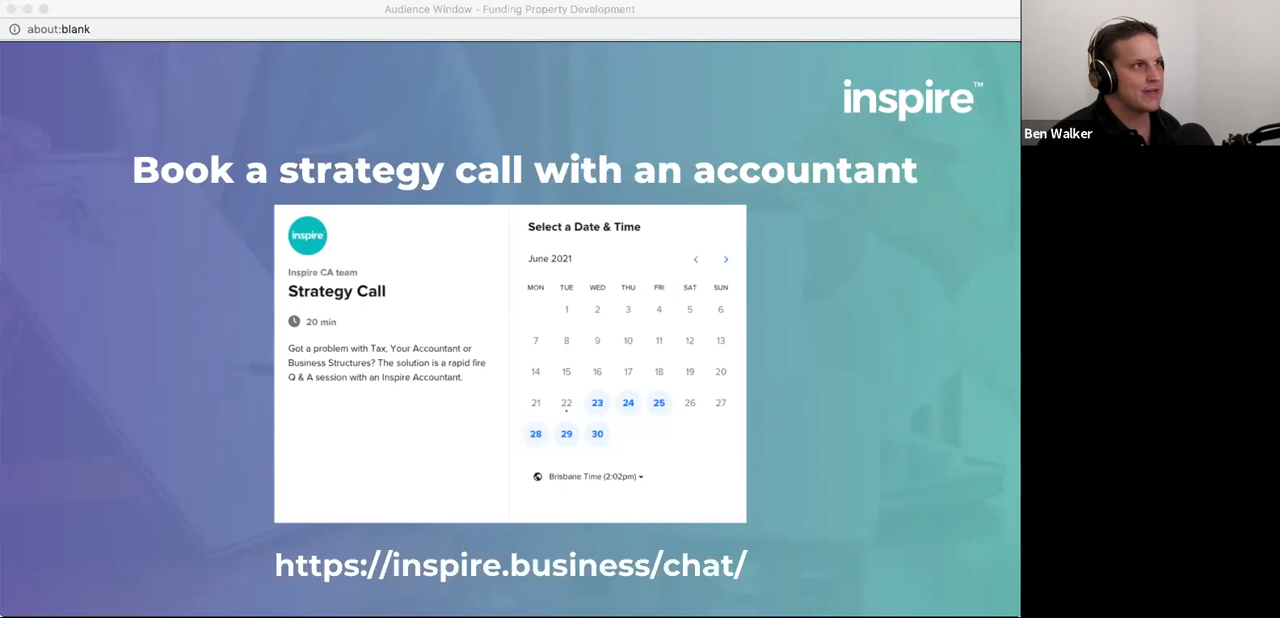 Audience Window - Funding Property Development
about:blank
inspire™
Book a strategy call with an accountant
inspire
Inspire CA team
Strategy Call
20 min
Got a problem with Tax, Your Accountant or
Business Structures? The solution is a rapid fire
Q & A session with an Inspire Accountant.
Select a Date & Time
June 2021
MON TUE WED THU FRI SAT SUN
1 2 3 4 5 6
7 8 9 10 11 12 13
14 15 16 17 18 19 20
21 22 23 24 25 26 27
28 29 30
Brisbane Time (2:02pm)
https://inspire.business/chat/
Ben Walker